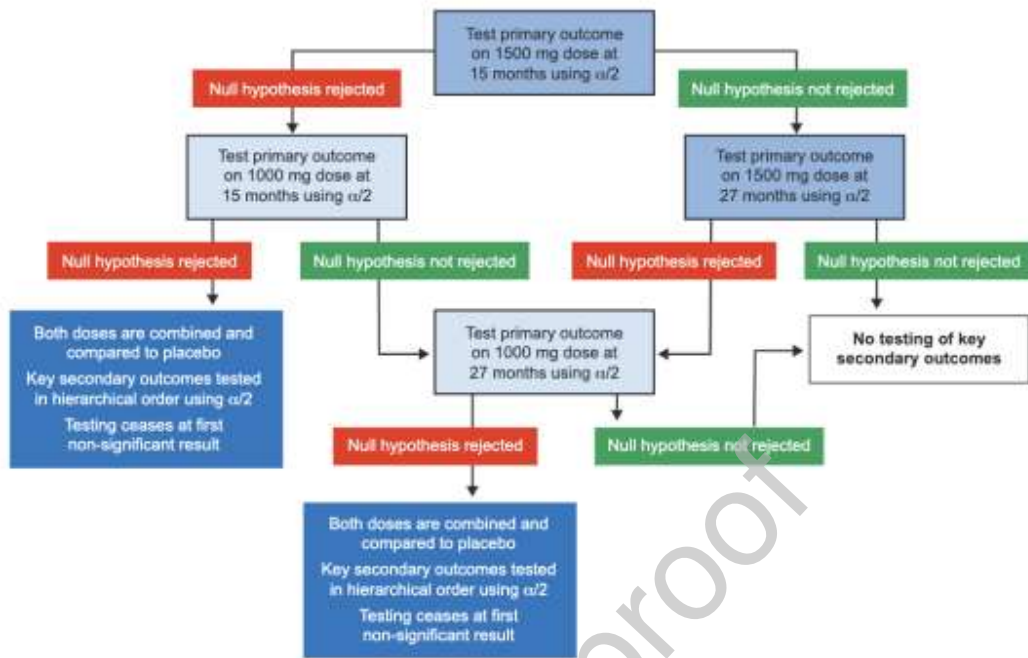 Test primary outcome
on 1500 mg dose at
15 months using α/2
Null hypothesis rejected
Null hypothesis not rejected
Test primary outcome
on 1000 mg dose at
15 months using α/2
Test primary outcome
on 1500 mg dose at
27 months using α/2
Null hypothesis rejected
Null hypothesis not rejected
Null hypothesis rejected
Null hypothesis not rejected
Both doses are combined and
compared to placebo
Key secondary outcomes tested
in hierarchical order using α/2
Testing ceases at first
non-significant result
Test primary outcome
on 1000 mg dose at
27 months using α/2
No testing of key
secondary outcomes
Null hypothesis rejected
Null hypothesis not rejected
Both doses are combined and
compared to placebo
Key secondary outcomes tested
in hierarchical order using α/2
Testing ceases at first
non-significant result
proof